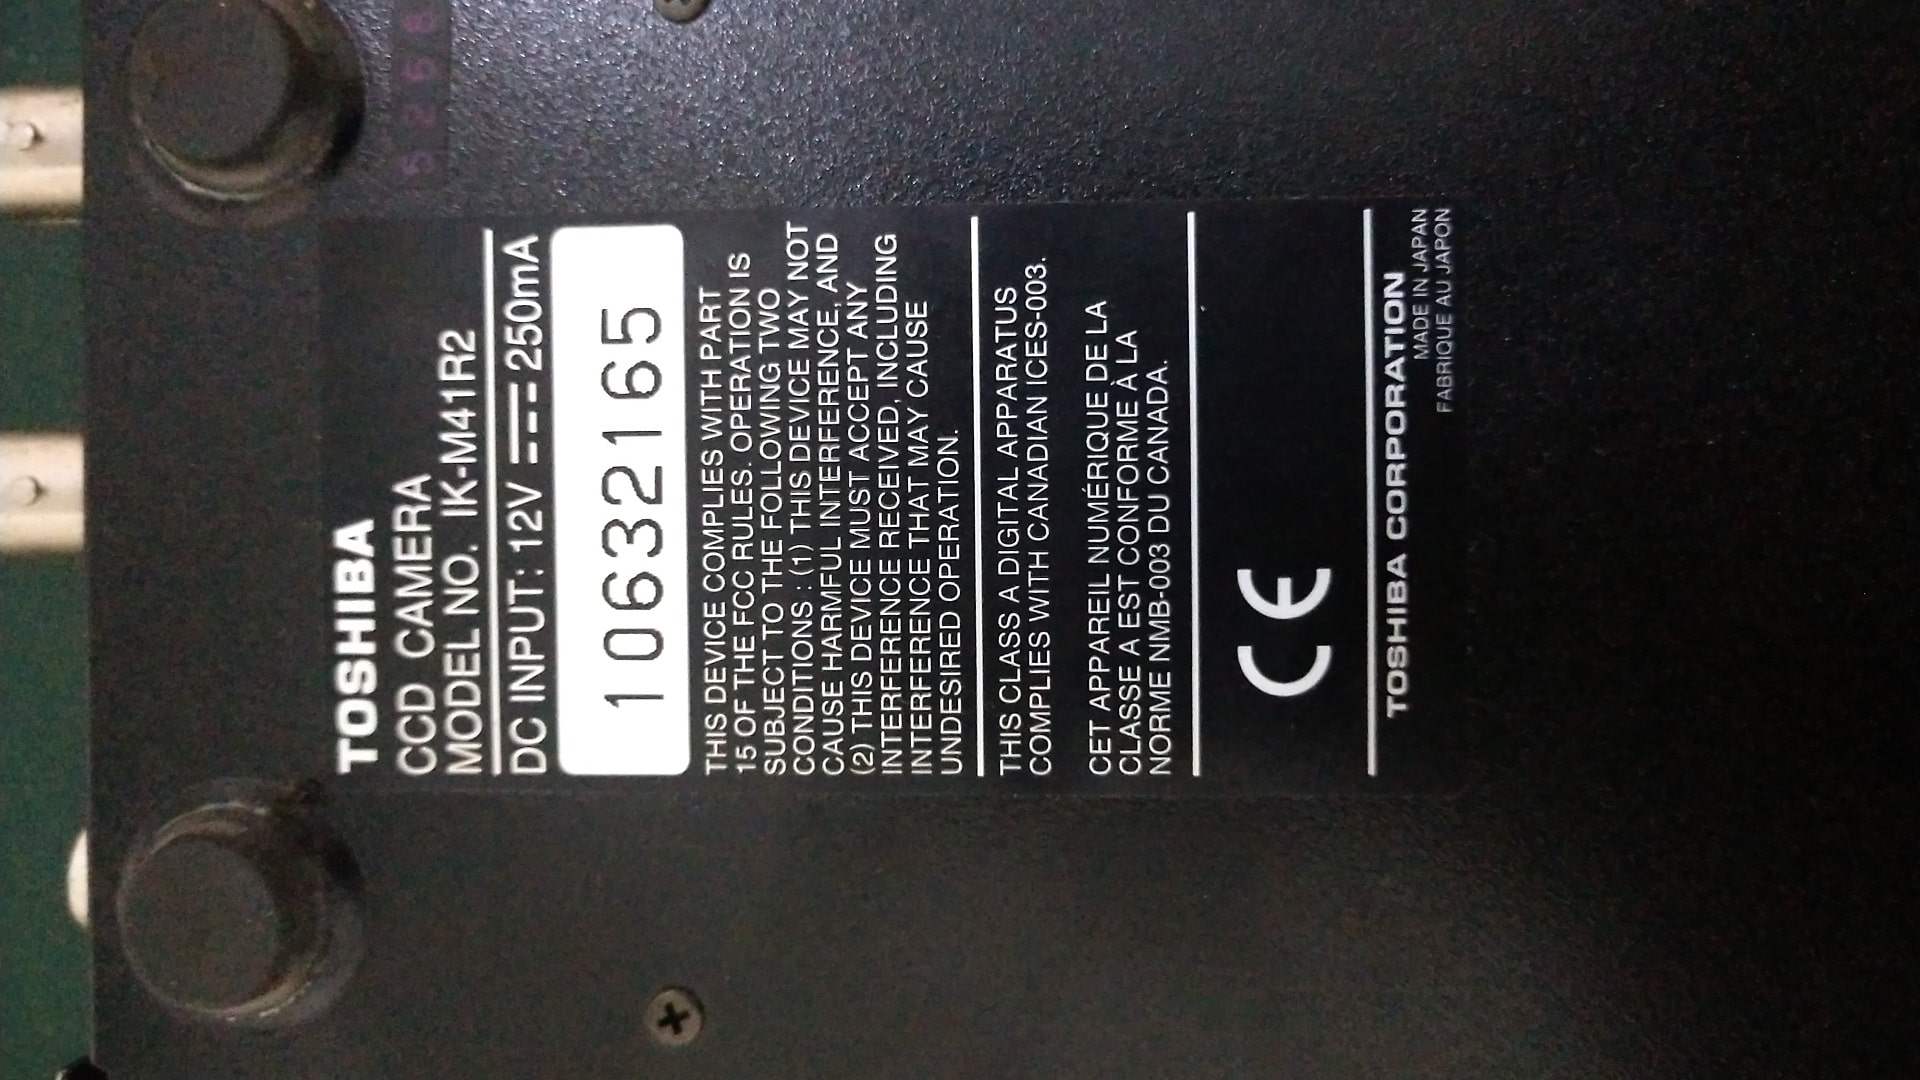 TOSHIBA
CCD CAMERA
MODEL NO. IK-M41R2
DC INPUT : 12V ⎓ 250mA
10632165
THIS DEVICE COMPLIES WITH PART
15 OF THE FCC RULES. OPERATION IS
SUBJECT TO THE FOLLOWING TWO
CONDITIONS : (1) THIS DEVICE MAY NOT
CAUSE HARMFUL INTERFERENCE, AND
(2) THIS DEVICE MUST ACCEPT ANY
INTERFERENCE RECEIVED, INCLUDING
INTERFERENCE THAT MAY CAUSE
UNDESIRED OPERATION.
THIS CLASS A DIGITAL APPARATUS
COMPLIES WITH CANADIAN ICES-003.
CET APPAREIL NUMÉRIQUE DE LA
CLASSE A EST CONFORME À LA
NORME NMB-003 DU CANADA.
CE
TOSHIBA CORPORATION
MADE IN JAPAN
FABRIQUE AU JAPON